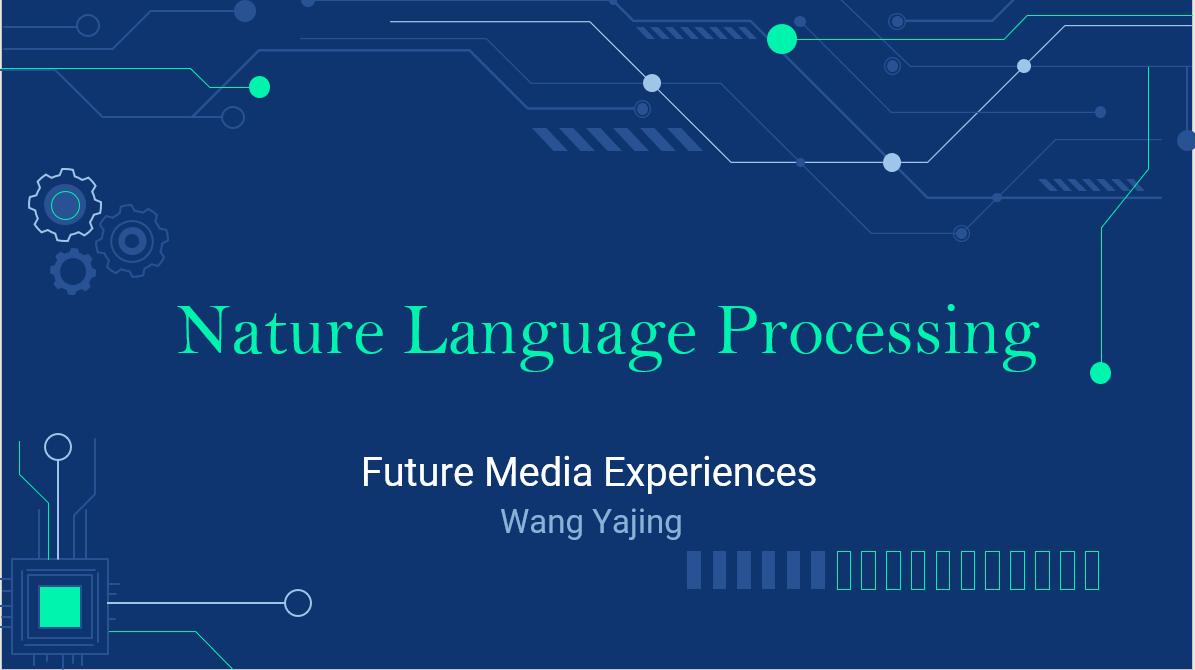 Nature Language Processing
Future Media Experiences
Wang Yajing